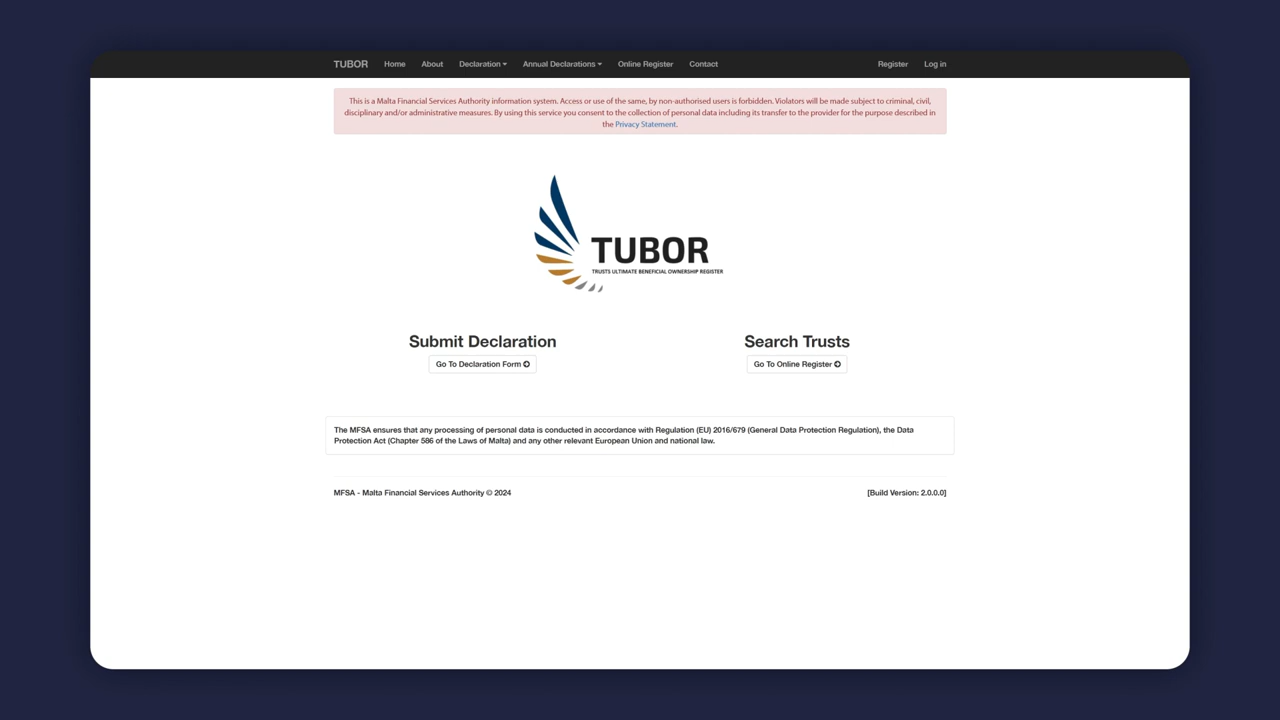 TUBOR Home About Declaration Annual Declarations Online Register Contact Register Log in
This is a Malta Financial Services Authority information system. Access or use of the same, by non-authorised users is forbidden. Violators will be made subject to criminal, civil,
disciplinary and/or administrative measures. By using this service you consent to the collection of personal data including its transfer to the provider for the purpose described in
the Privacy Statement.
TUBOR
TRUSTS ULTIMATE BENEFICIAL OWNERSHIP REGISTER
Submit Declaration
Go To Declaration Form
Search Trusts
Go To Online Register
The MFSA ensures that any processing of personal data is conducted in accordance with Regulation (EU) 2016/679 (General Data Protection Regulation), the Data
Protection Act (Chapter 586 of the Laws of Malta) and any other relevant European Union and national law.
MFSA - Malta Financial Services Authority © 2024
[Build Version: 2.0.0.0]